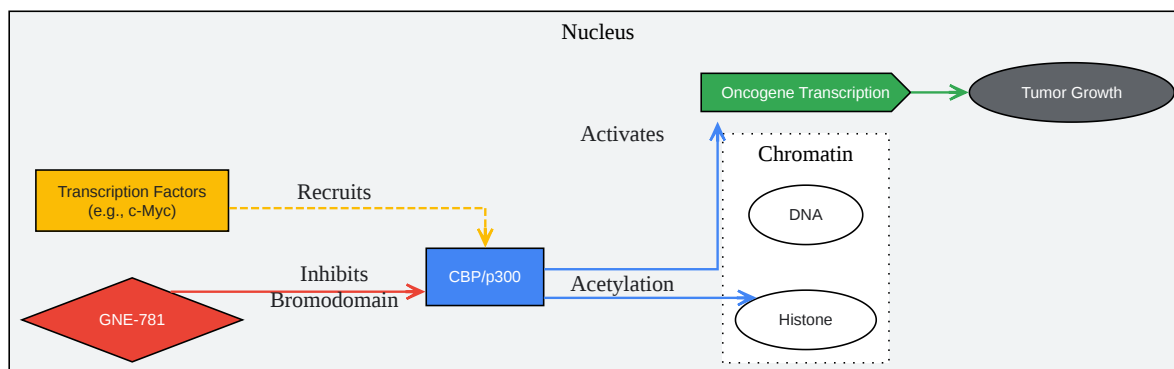 Nucleus
Oncogene Transcription
Tumor Growth
Activates
Chromatin
Transcription Factors
(e.g., c-Myc)
Recruits
DNA
Inhibits
Bromodomain
CBP/p300
Acetylation
GNE-781
Histone